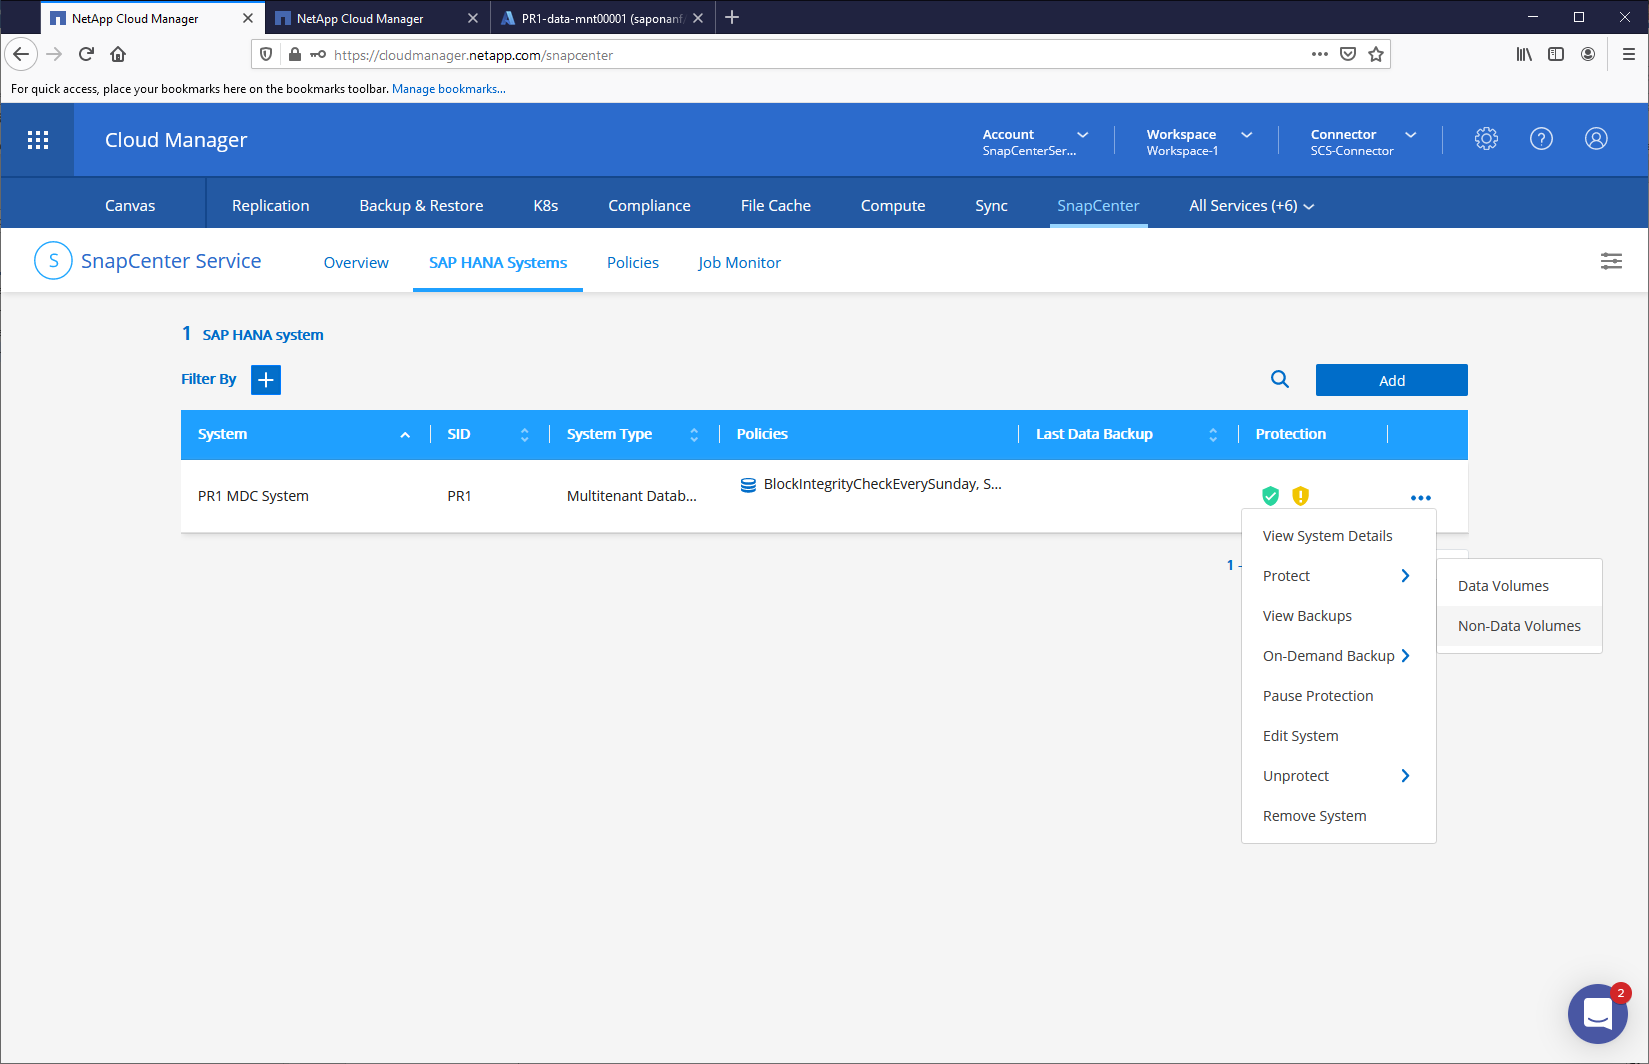 NetApp Cloud Manager
NetApp Cloud Manager
PR1-data-mnt00001 (saponanf/
https://cloudmanager.netapp.com/snapcenter
For quick access, place your bookmarks here on the bookmarks toolbar. Manage bookmarks...
Cloud Manager
Account
SnapCenterSer...
Workspace
Workspace-1
Connector
SCS-Connector
Canvas
Replication
Backup & Restore
K8s
Compliance
File Cache
Compute
Sync
SnapCenter
All Services (+6)
S
SnapCenter Service
Overview
SAP HANA Systems
Policies
Job Monitor
1 SAP HANA system
Filter By
Add
System
SID
System Type
Policies
Last Data Backup
Protection
PR1 MDC System
PR1
Multitenant Datab...
BlockIntegrityCheckEverySunday, S...
1 -
View System Details
Protect
Data Volumes
View Backups
Non-Data Volumes
On-Demand Backup
Pause Protection
Edit System
Unprotect
Remove System
2